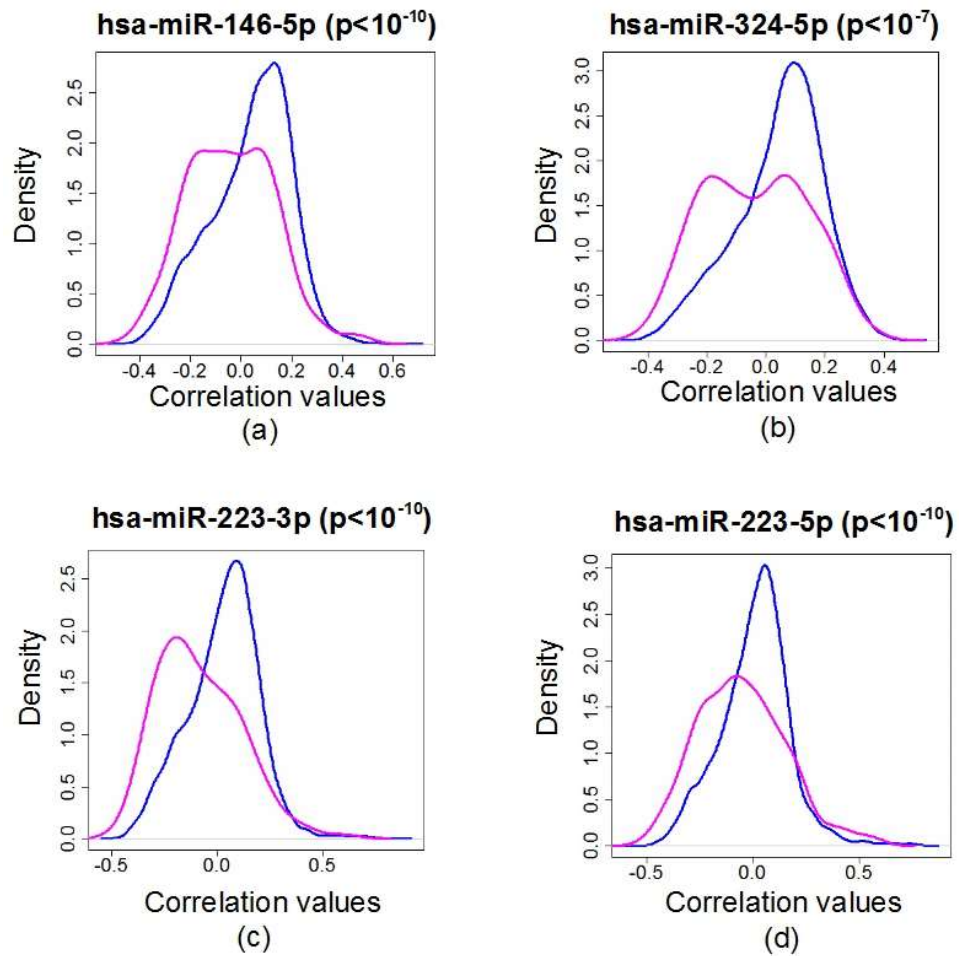 hsa-miR-146-5p (p<10⁻¹⁰)
Density
0.0 0.5 1.0 1.5 2.0 2.5
-0.4 -0.2 0.0 0.2 0.4 0.6
Correlation values
(a)
hsa-miR-324-5p (p<10⁻⁷)
Density
0.0 0.5 1.0 1.5 2.0 2.5 3.0
-0.4 -0.2 0.0 0.2 0.4
Correlation values
(b)
hsa-miR-223-3p (p<10⁻¹⁰)
Density
0.0 0.5 1.0 1.5 2.0 2.5
-0.5 0.0 0.5
Correlation values
(c)
hsa-miR-223-5p (p<10⁻¹⁰)
Density
0.0 0.5 1.0 1.5 2.0 2.5 3.0
-0.5 0.0 0.5
Correlation values
(d)